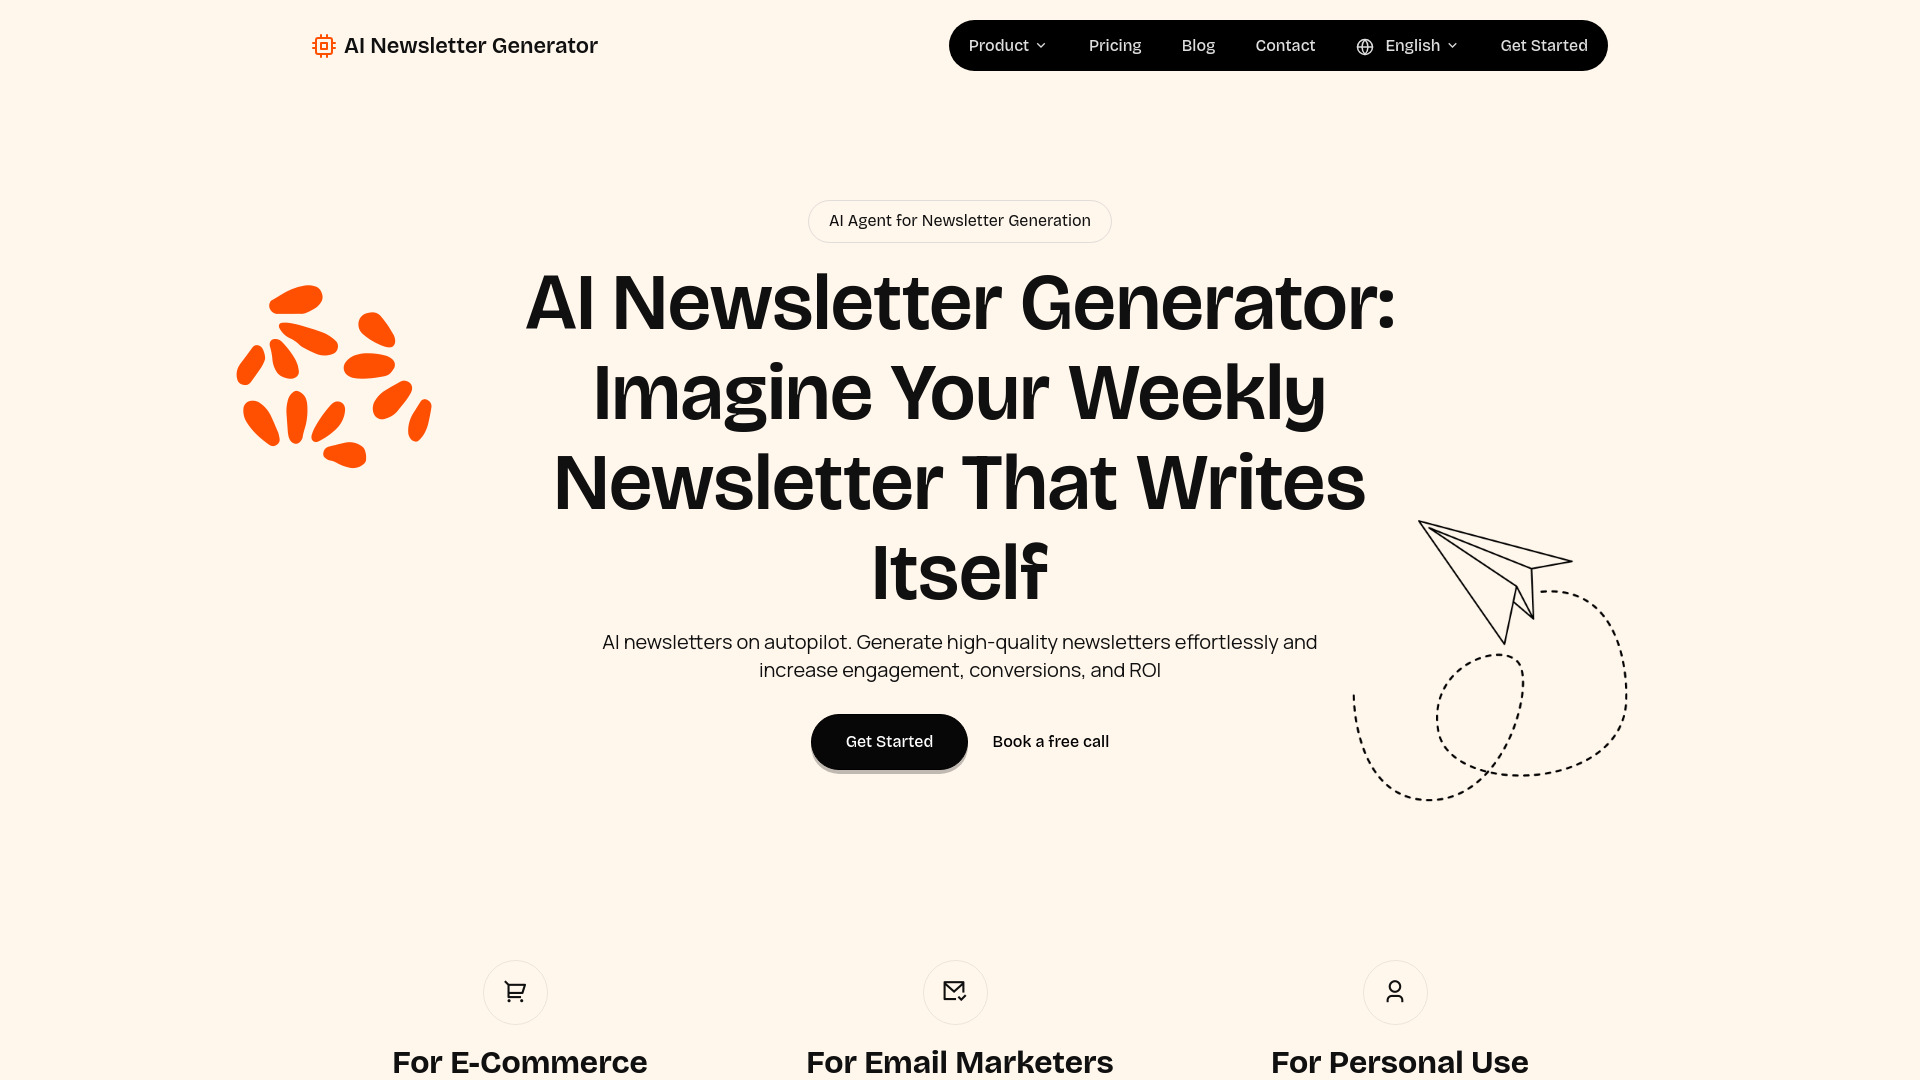 AI Newsletter Generator
Product
Pricing
Blog
Contact
English
Get Started
AI Agent for Newsletter Generation
AI Newsletter Generator:
Imagine Your Weekly
Newsletter That Writes
Itself
AI newsletters on autopilot. Generate high-quality newsletters effortlessly and
increase engagement, conversions, and ROI
Get Started
Book a free call
For E-Commerce
For Email Marketers
For Personal Use